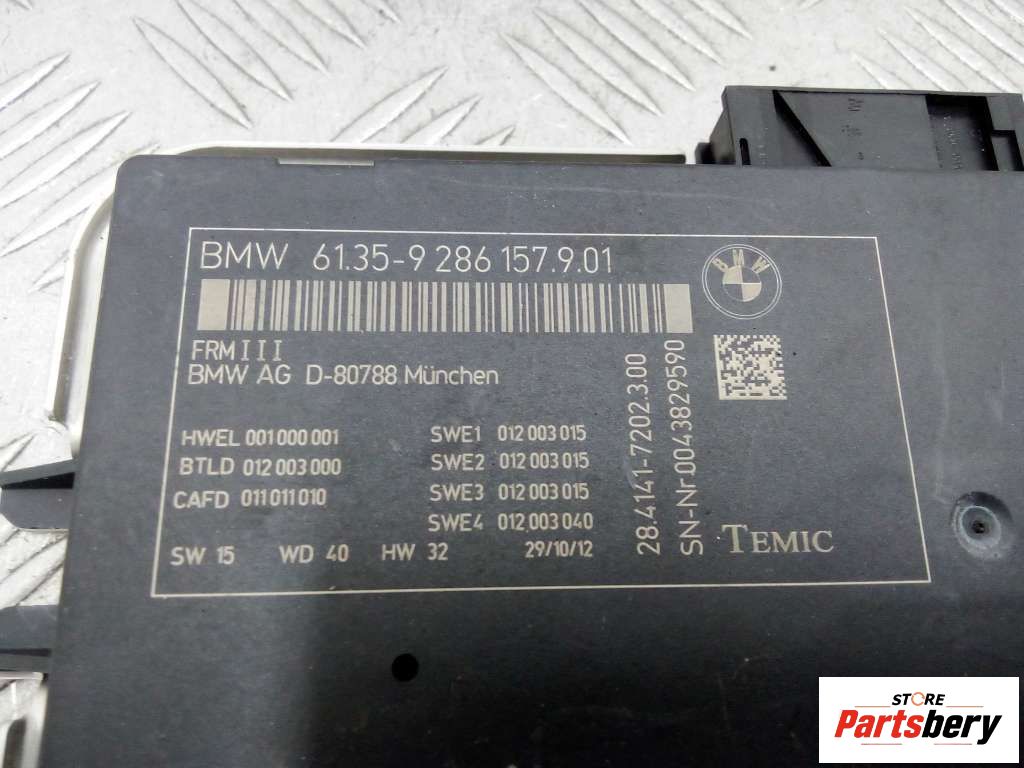 BMW 61.35-9 286 157.9.01
BMW
FRMIII
BMW AG D-80788 München
HWEL 001 000 001
BTLD 012 003 000
CAFD 011 011 010
SWE1 012 003 015
SWE2 012 003 015
SWE3 012 003 015
SWE4 012 003 040
SW 15 WD 40 HW 32 29/10/12
28.4141-7202.3.00
SN-Nr.0043829590
TEMIC
STORE
Partsbery